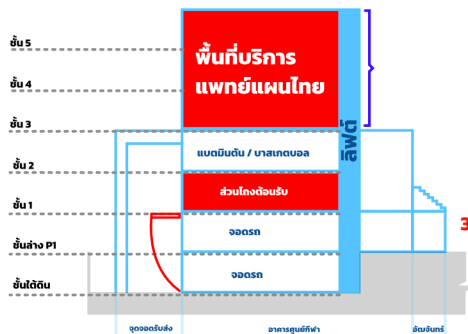 ชั้น 5
พื้นที่บริการ
แพทย์แผนไทย
ชั้น 4
ลิฟต์
ชั้น 3
แบตมินตัน / บาสเกตบอล
ชั้น 2
ส่วนโถงต้อนรับ
ชั้น 1
3
จอดรถ
ชั้นล่าง P1
จอดรถ
ชั้นใต้ดิน
จุดจอดรับส่ง
อาคารศูนย์กีฬา
อัฒจันทร์